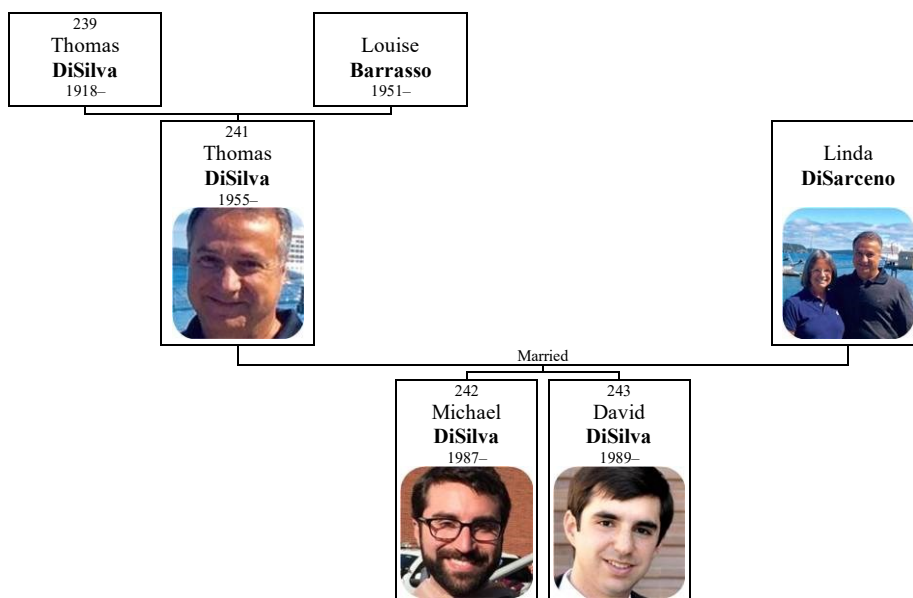 239
Thomas
DiSilva
1918–
Louise
Barrasso
1951–
241
Thomas
DiSilva
1955–
Linda
DiSarceno
Married
242
Michael
DiSilva
1987–
243
David
DiSilva
1989–